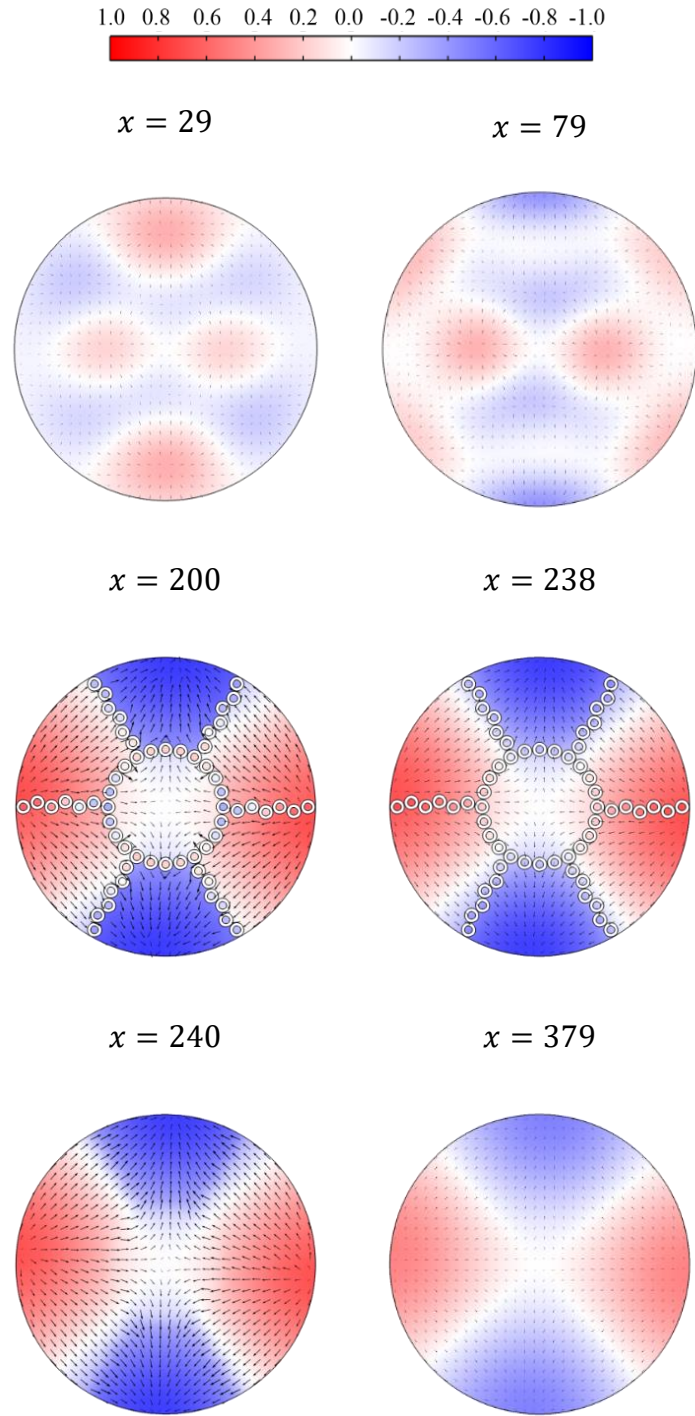 1.0 0.8 0.6 0.4 0.2 0.0 -0.2 -0.4 -0.6 -0.8 -1.0
x = 29
x = 79
x = 200
x = 238
x = 240
x = 379